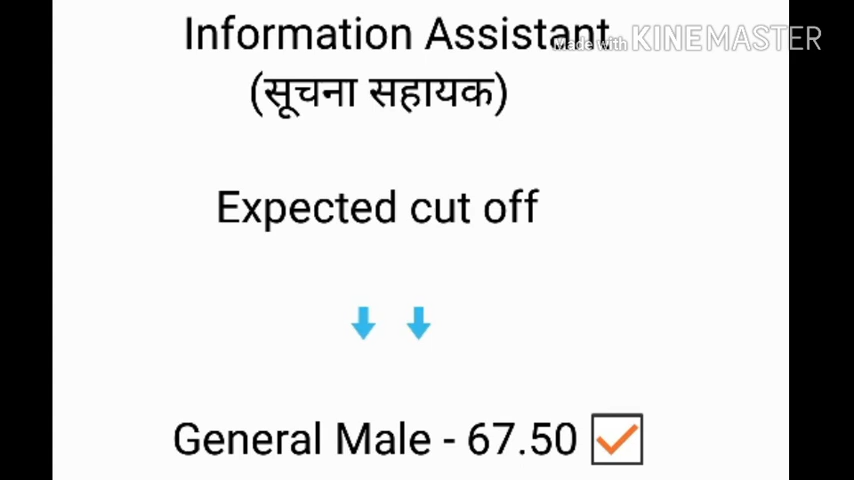 Information Assistant
Made with KINEMASTER
(सूचना सहायक)
Expected cut off
General Male - 67.50